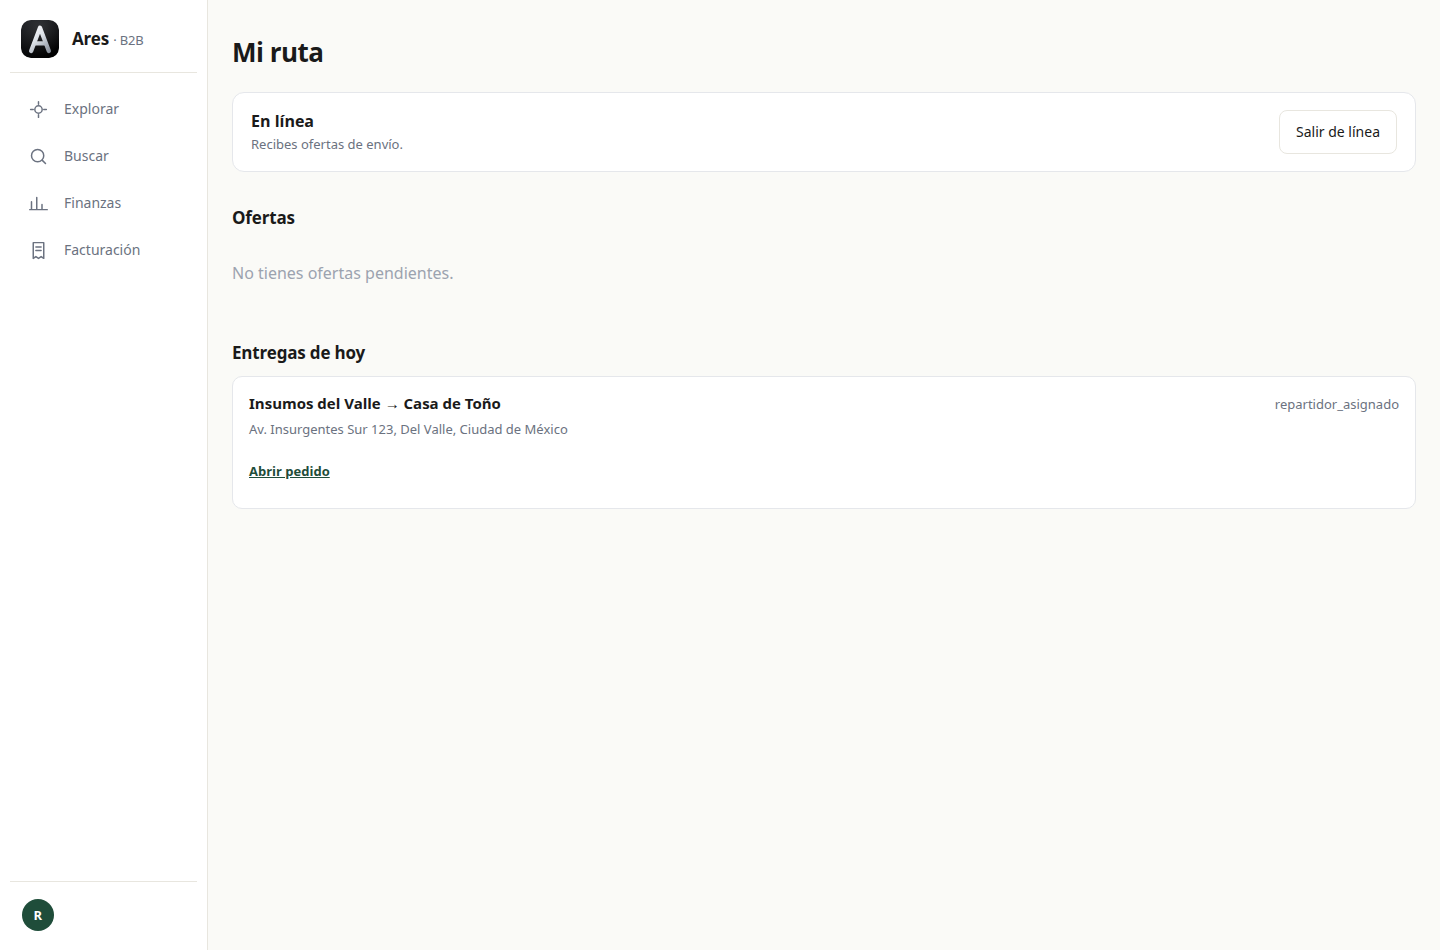 Ares · B2B
Explorar
Buscar
Finanzas
Facturación
R
Mi ruta
En línea
Recibes ofertas de envío.
Salir de línea
Ofertas
No tienes ofertas pendientes.
Entregas de hoy
Insumos del Valle → Casa de Toño
repartidor_asignado
Av. Insurgentes Sur 123, Del Valle, Ciudad de México
Abrir pedido